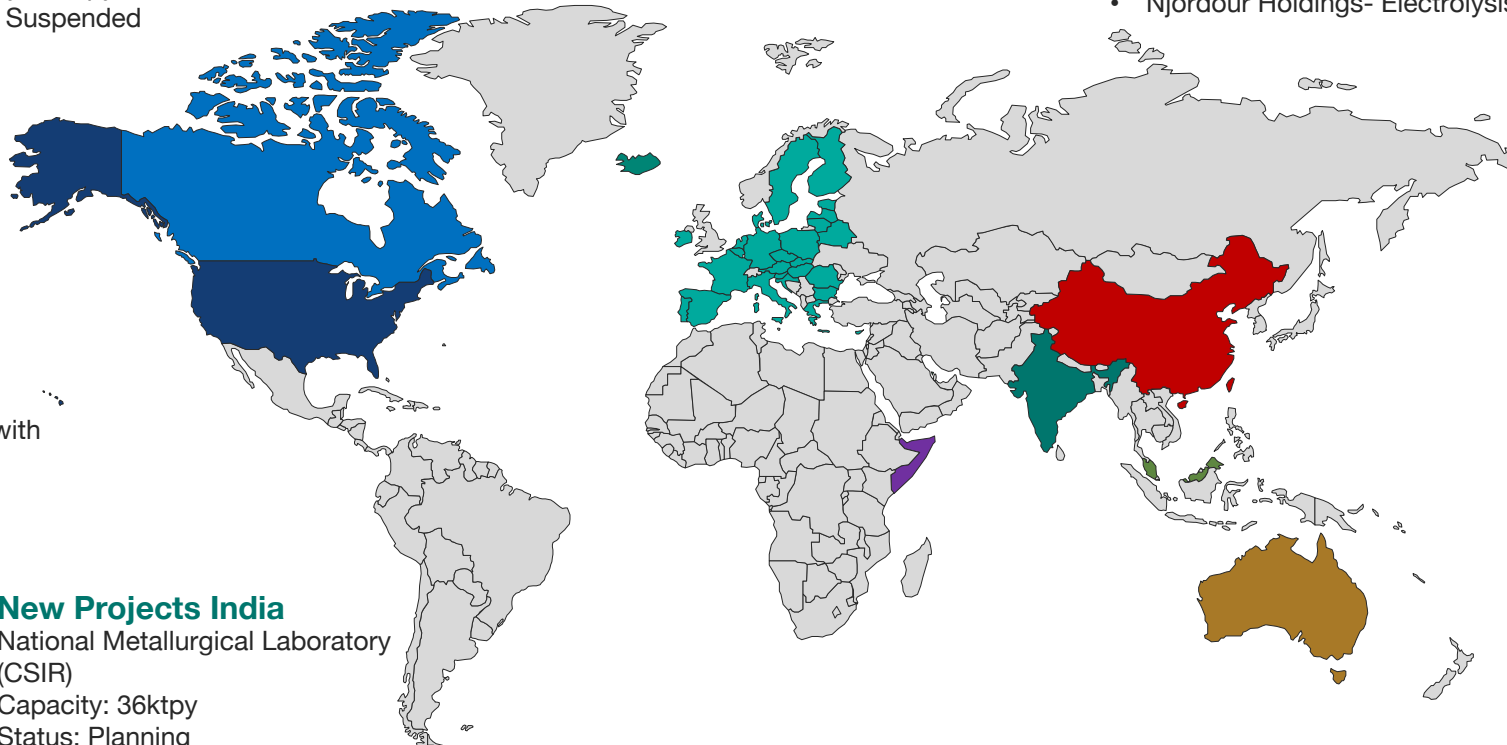 Suspended
• Njordour Holdings- Electrolysis
with
New Projects India
National Metallurgical Laboratory
(CSIR)
Capacity: 36ktpy
Status: Planning